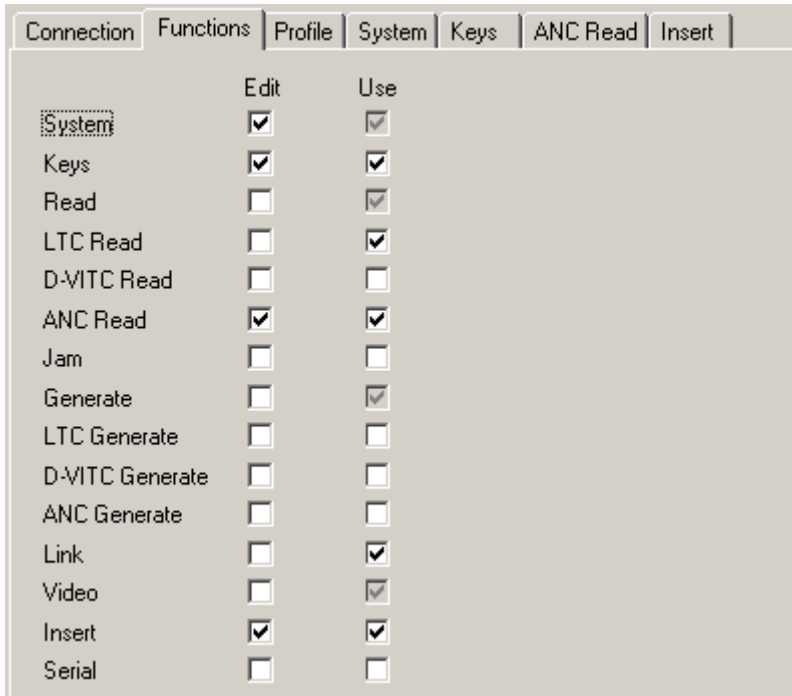 Connection Functions Profile System Keys ANC Read Insert
Edit Use
System
Keys
Read
LTC Read
D-VITC Read
ANC Read
Jam
Generate
LTC Generate
D-VITC Generate
ANC Generate
Link
Video
Insert
Serial